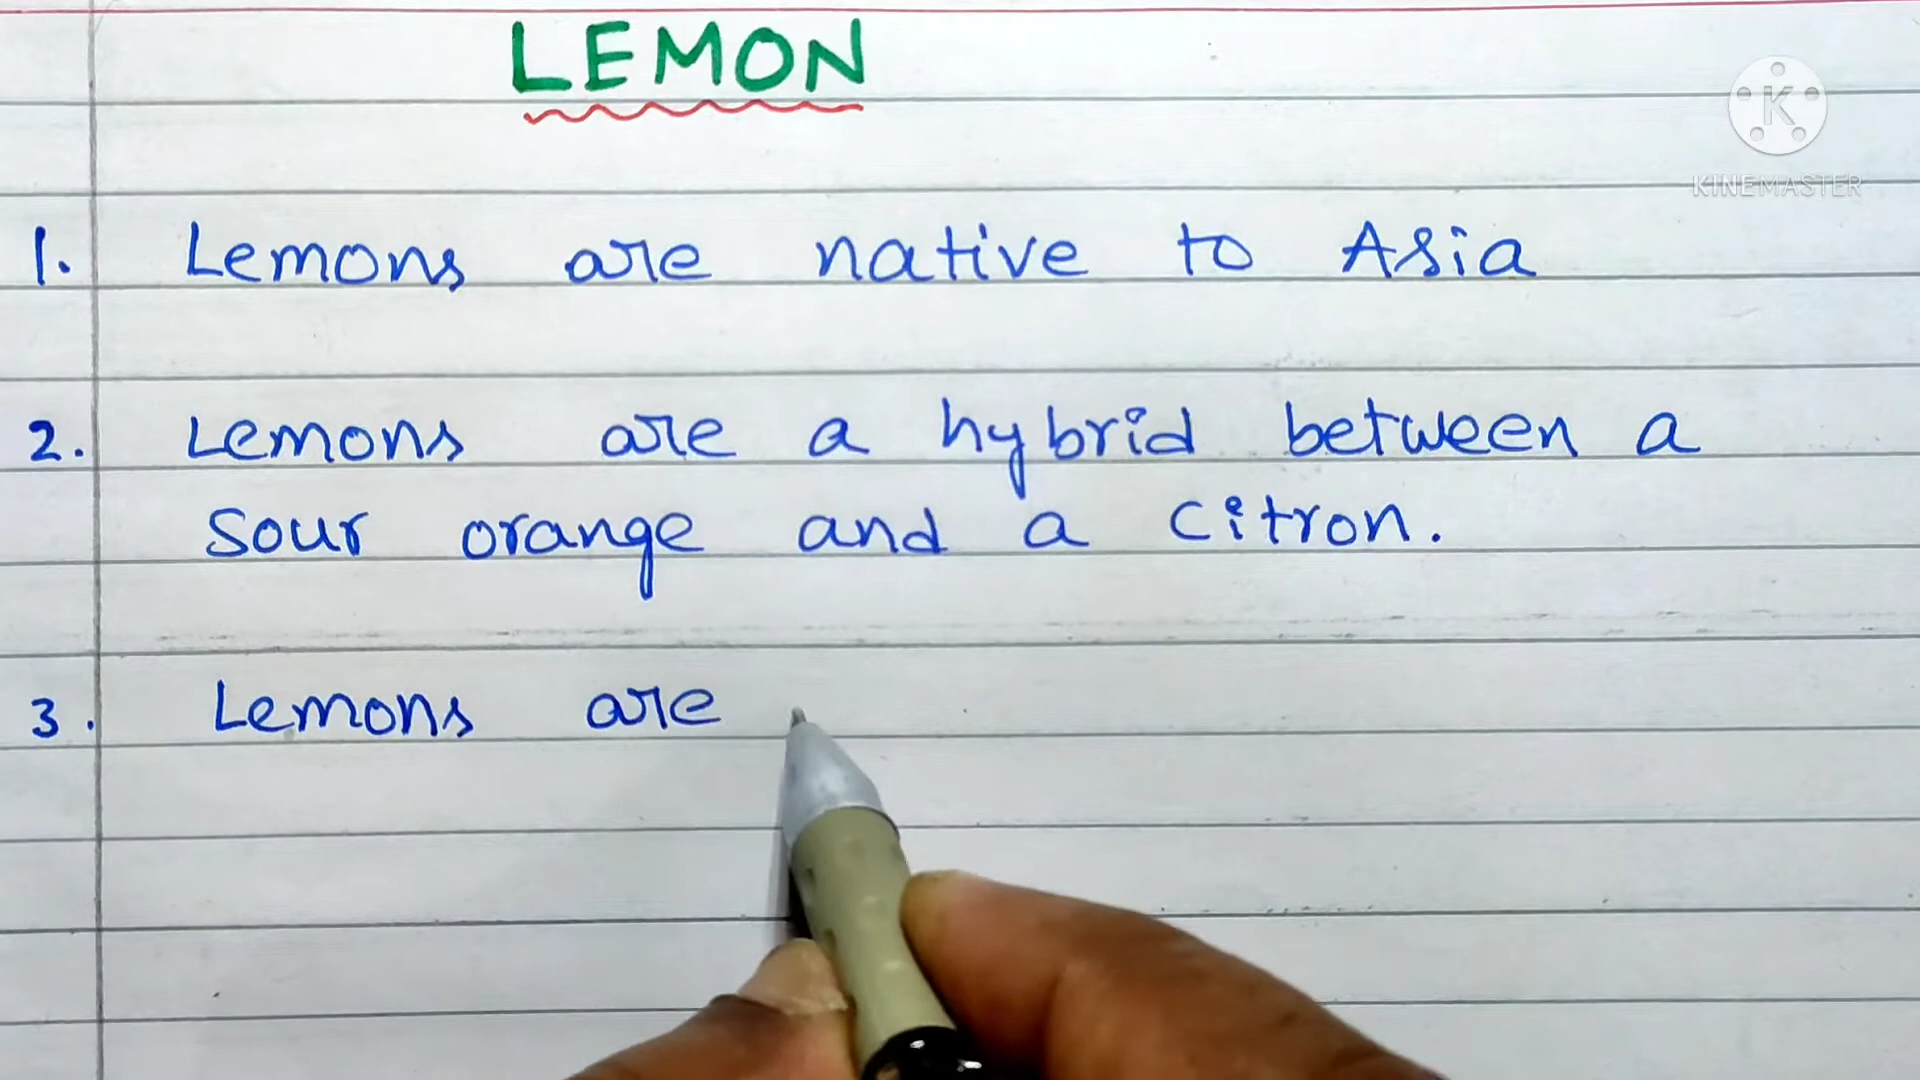 LEMON
K
KINEMASTER
1. Lemons are native to Asia
2. Lemons are a hybrid between a
sour orange and a citron.
3. Lemons are